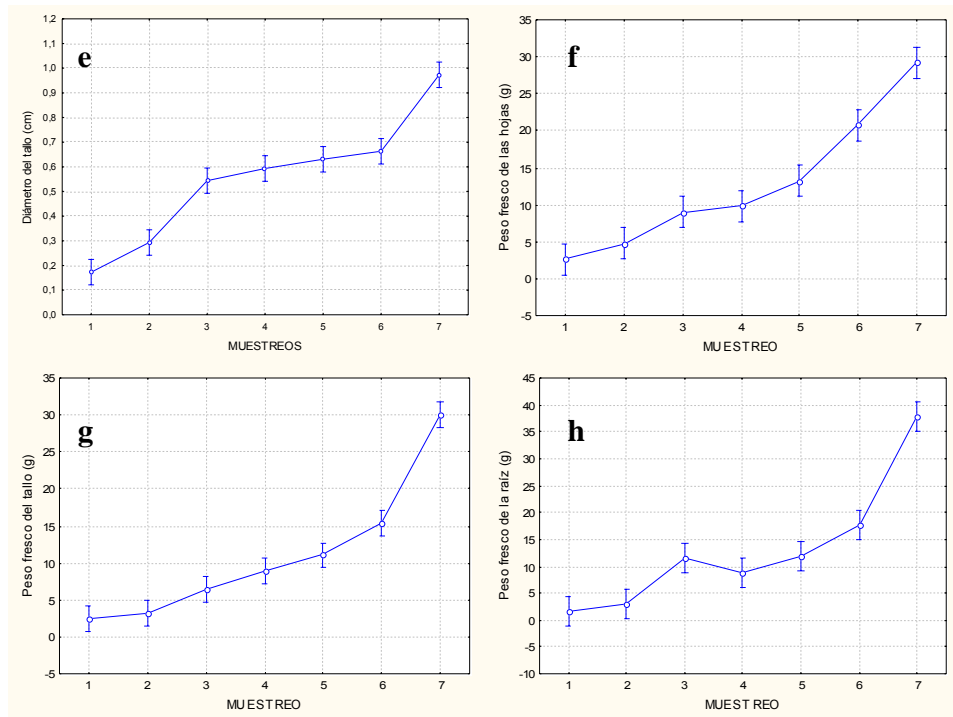 e
Diámetro del tallo (cm)
1,2
1,1
1,0
0,9
0,8
0,7
0,6
0,5
0,4
0,3
0,2
0,1
0,0
1 2 3 4 5 6 7
MUESTREOS
f
Peso fresco de las hojas (g)
35
30
25
20
15
10
5
0
-5
1 2 3 4 5 6 7
MUESTREO
g
Peso fresco del tallo (g)
35
30
25
20
15
10
5
0
-5
1 2 3 4 5 6 7
MUESTREO
h
Peso fresco de la raíz (g)
45
40
35
30
25
20
15
10
5
0
-5
-10
1 2 3 4 5 6 7
MUESTREO